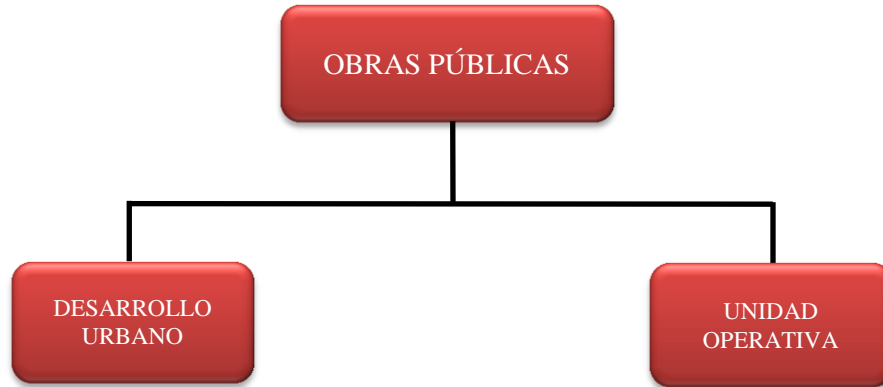 OBRAS PÚBLICAS
DESARROLLO
URBANO
UNIDAD
OPERATIVA